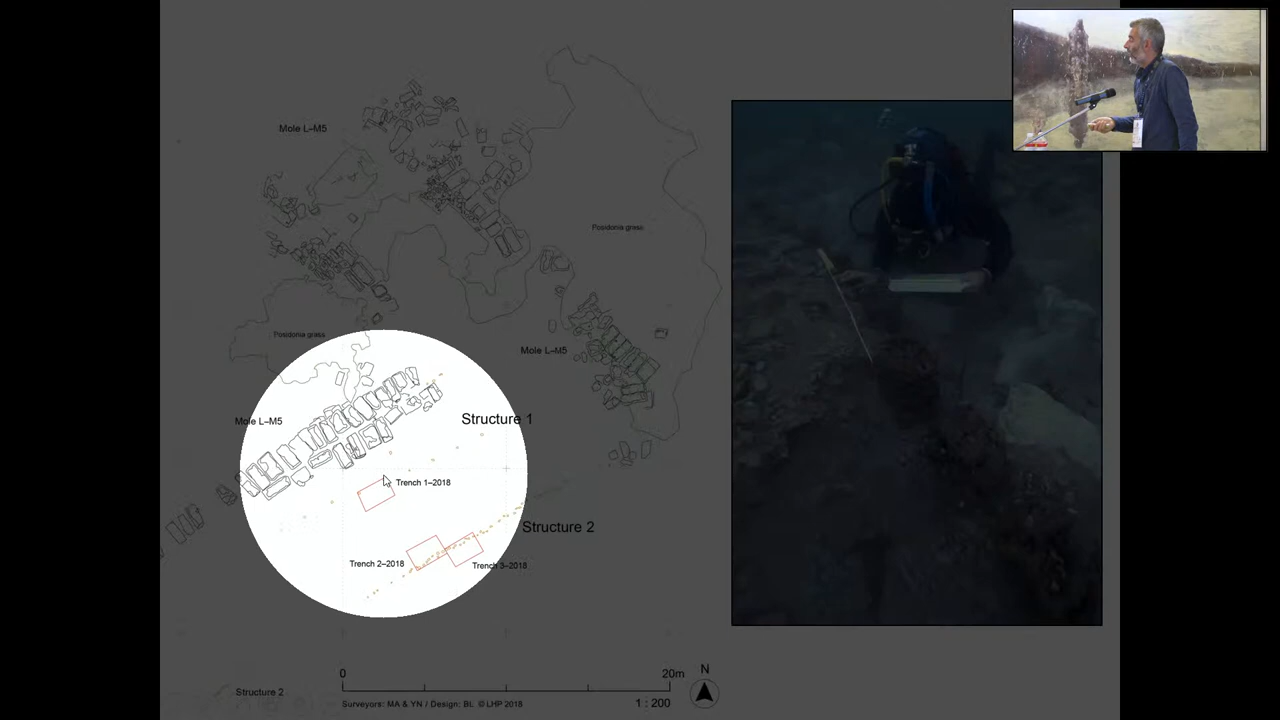 Mole L–M5
Posidonia grass
Posidonia grass
Mole L–M5
Mole L–M5
Structure 1
Trench 1–2018
Structure 2
Trench 2–2018
Trench 3–2018
0
20m
N
Structure 2
Surveyors: MA & YN / Design: BL © LHP 2018
1 : 200